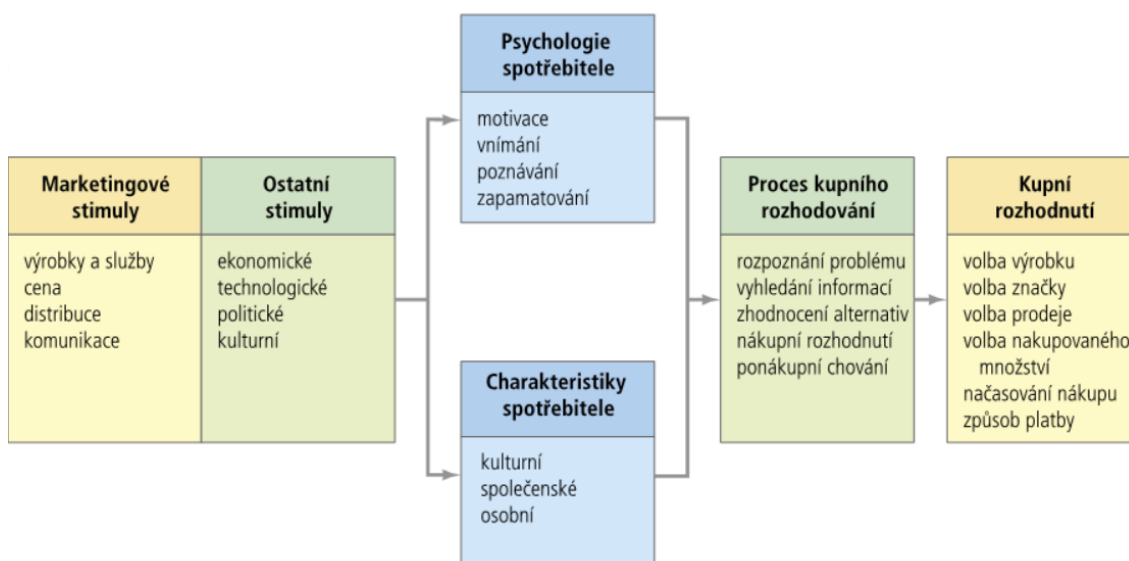 Marketingové
stimuly
výrobky a služby
cena
distribuce
komunikace
Ostatní
stimuly
ekonomické
technologické
politické
kulturní
Psychologie
spotřebitele
motivace
vnímání
poznávání
zapamatování
Charakteristiky
spotřebitele
kulturní
společenské
osobní
Proces kupního
rozhodování
rozpoznání problému
vyhledání informací
zhodnocení alternativ
nákupní rozhodnutí
ponákupní chování
Kupní
rozhodnutí
volba výrobku
volba značky
volba prodeje
volba nakupovaného
množství
načasování nákupu
způsob platby